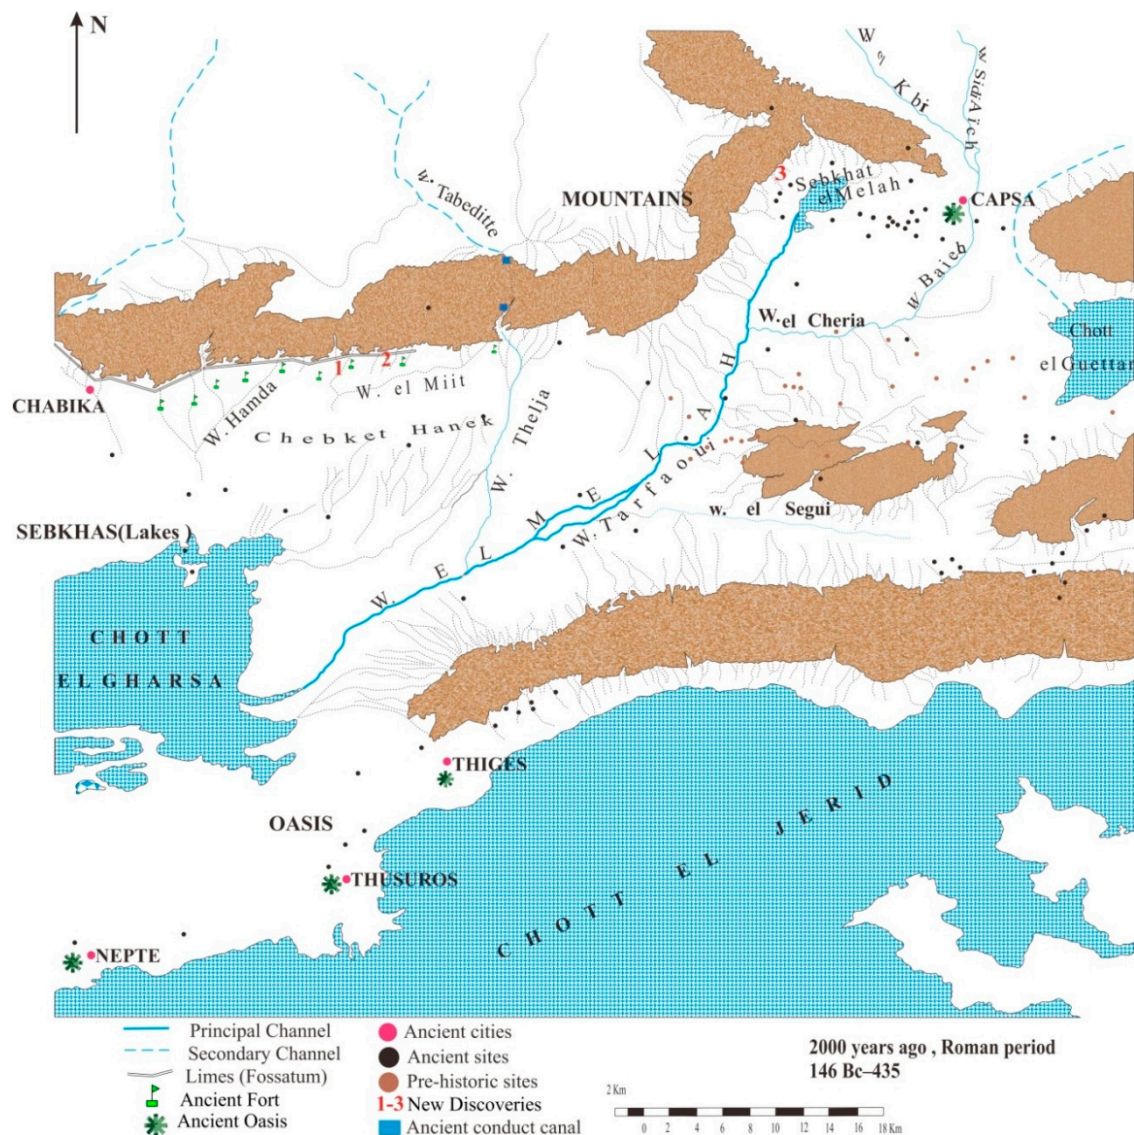 N
W. el Kbir
W Sidi Aïch
W. Tabeditte
MOUNTAINS
3
Sebkhat
el Melah
CAPSA
W Baieh
W. el Cheria
Chott
el Guettar
1
2
CHABIKA
W. Hamda
W. el Miit
Chebket Hanek
W. Thelja
W. EL MELAH
W. Tarfaoui
w. el Segui
SEBKHAS(Lakes )
CHOTT
EL GHARSA
THIGES
OASIS
THUSUROS
CHOTT EL JERID
NEPTE
Principal Channel
Secondary Channel
Limes (Fossatum)
Ancient Fort
Ancient Oasis
Ancient cities
Ancient sites
Pre-historic sites
1-3 New Discoveries
Ancient conduct canal
2000 years ago , Roman period
146 Bc–435
2 Km
0 2 4 6 8 10 12 14 16 18 Km